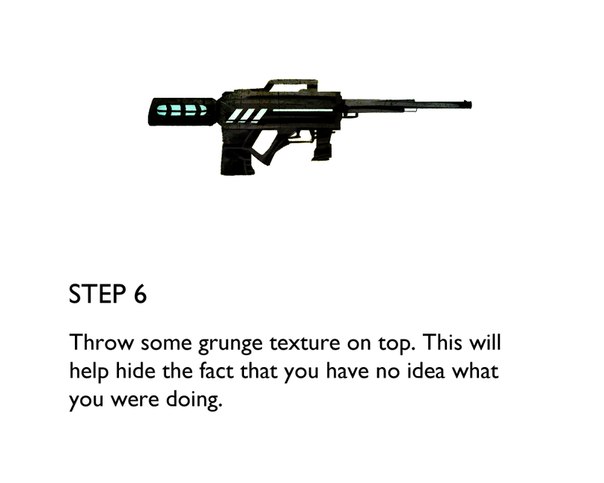 STEP 6
Throw some grunge texture on top. This will
help hide the fact that you have no idea what
you were doing.